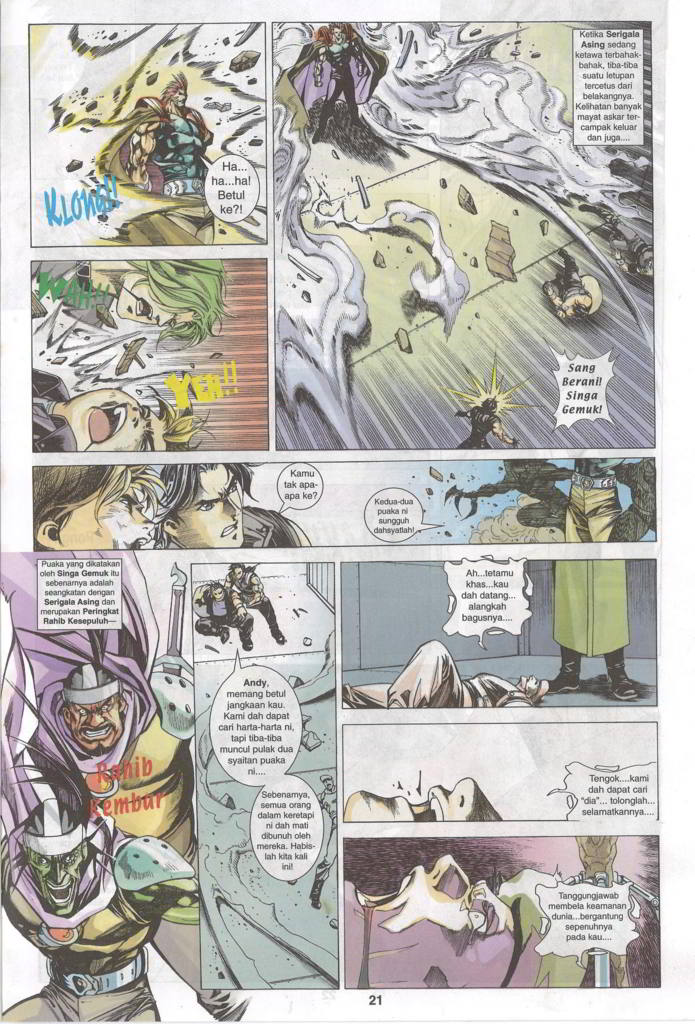 Ha...
ha...ha!
Betul
ke?!
KLONG!!
Ketika Serigala
Asing sedang
ketawa terbahak-
bahak, tiba-tiba
suatu letupan
tercetus dari
belakangnya.
Kelihatan banyak
mayat askar ter-
campak keluar
dan juga....
WAH!!
YEH!!
Sang
Berani!
Singa
Gemuk!
Kamu
tak apa-
apa ke?
Kedua-dua
puaka ni
sungguh
dahsyatlah!
Puaka yang dikatakan
oleh Singa Gemuk itu
sebenarnya adalah
seangkatan dengan
Serigala Asing dan
merupakan Peringkat
Rahib Kesepuluh—
Rahib
Kembar
Andy,
memang betul
jangkaan kau.
Kami dah dapat
cari harta-harta ni,
tapi tiba-tiba
muncul pulak dua
syaitan puaka
ni....
Sebenarnya,
semua orang
dalam keretapi
ni dah mati
dibunuh oleh
mereka. Habis-
lah kita kali
ini!
Ah...tetamu
khas...kau
dah datang...
alangkah
bagusnya....
Tengok....kami
dah dapat cari
"dia"... tolonglah...
selamatkannya....
Tanggungjawab
membela keamanan
dunia...bergantung
sepenuhnya
pada kau....
21